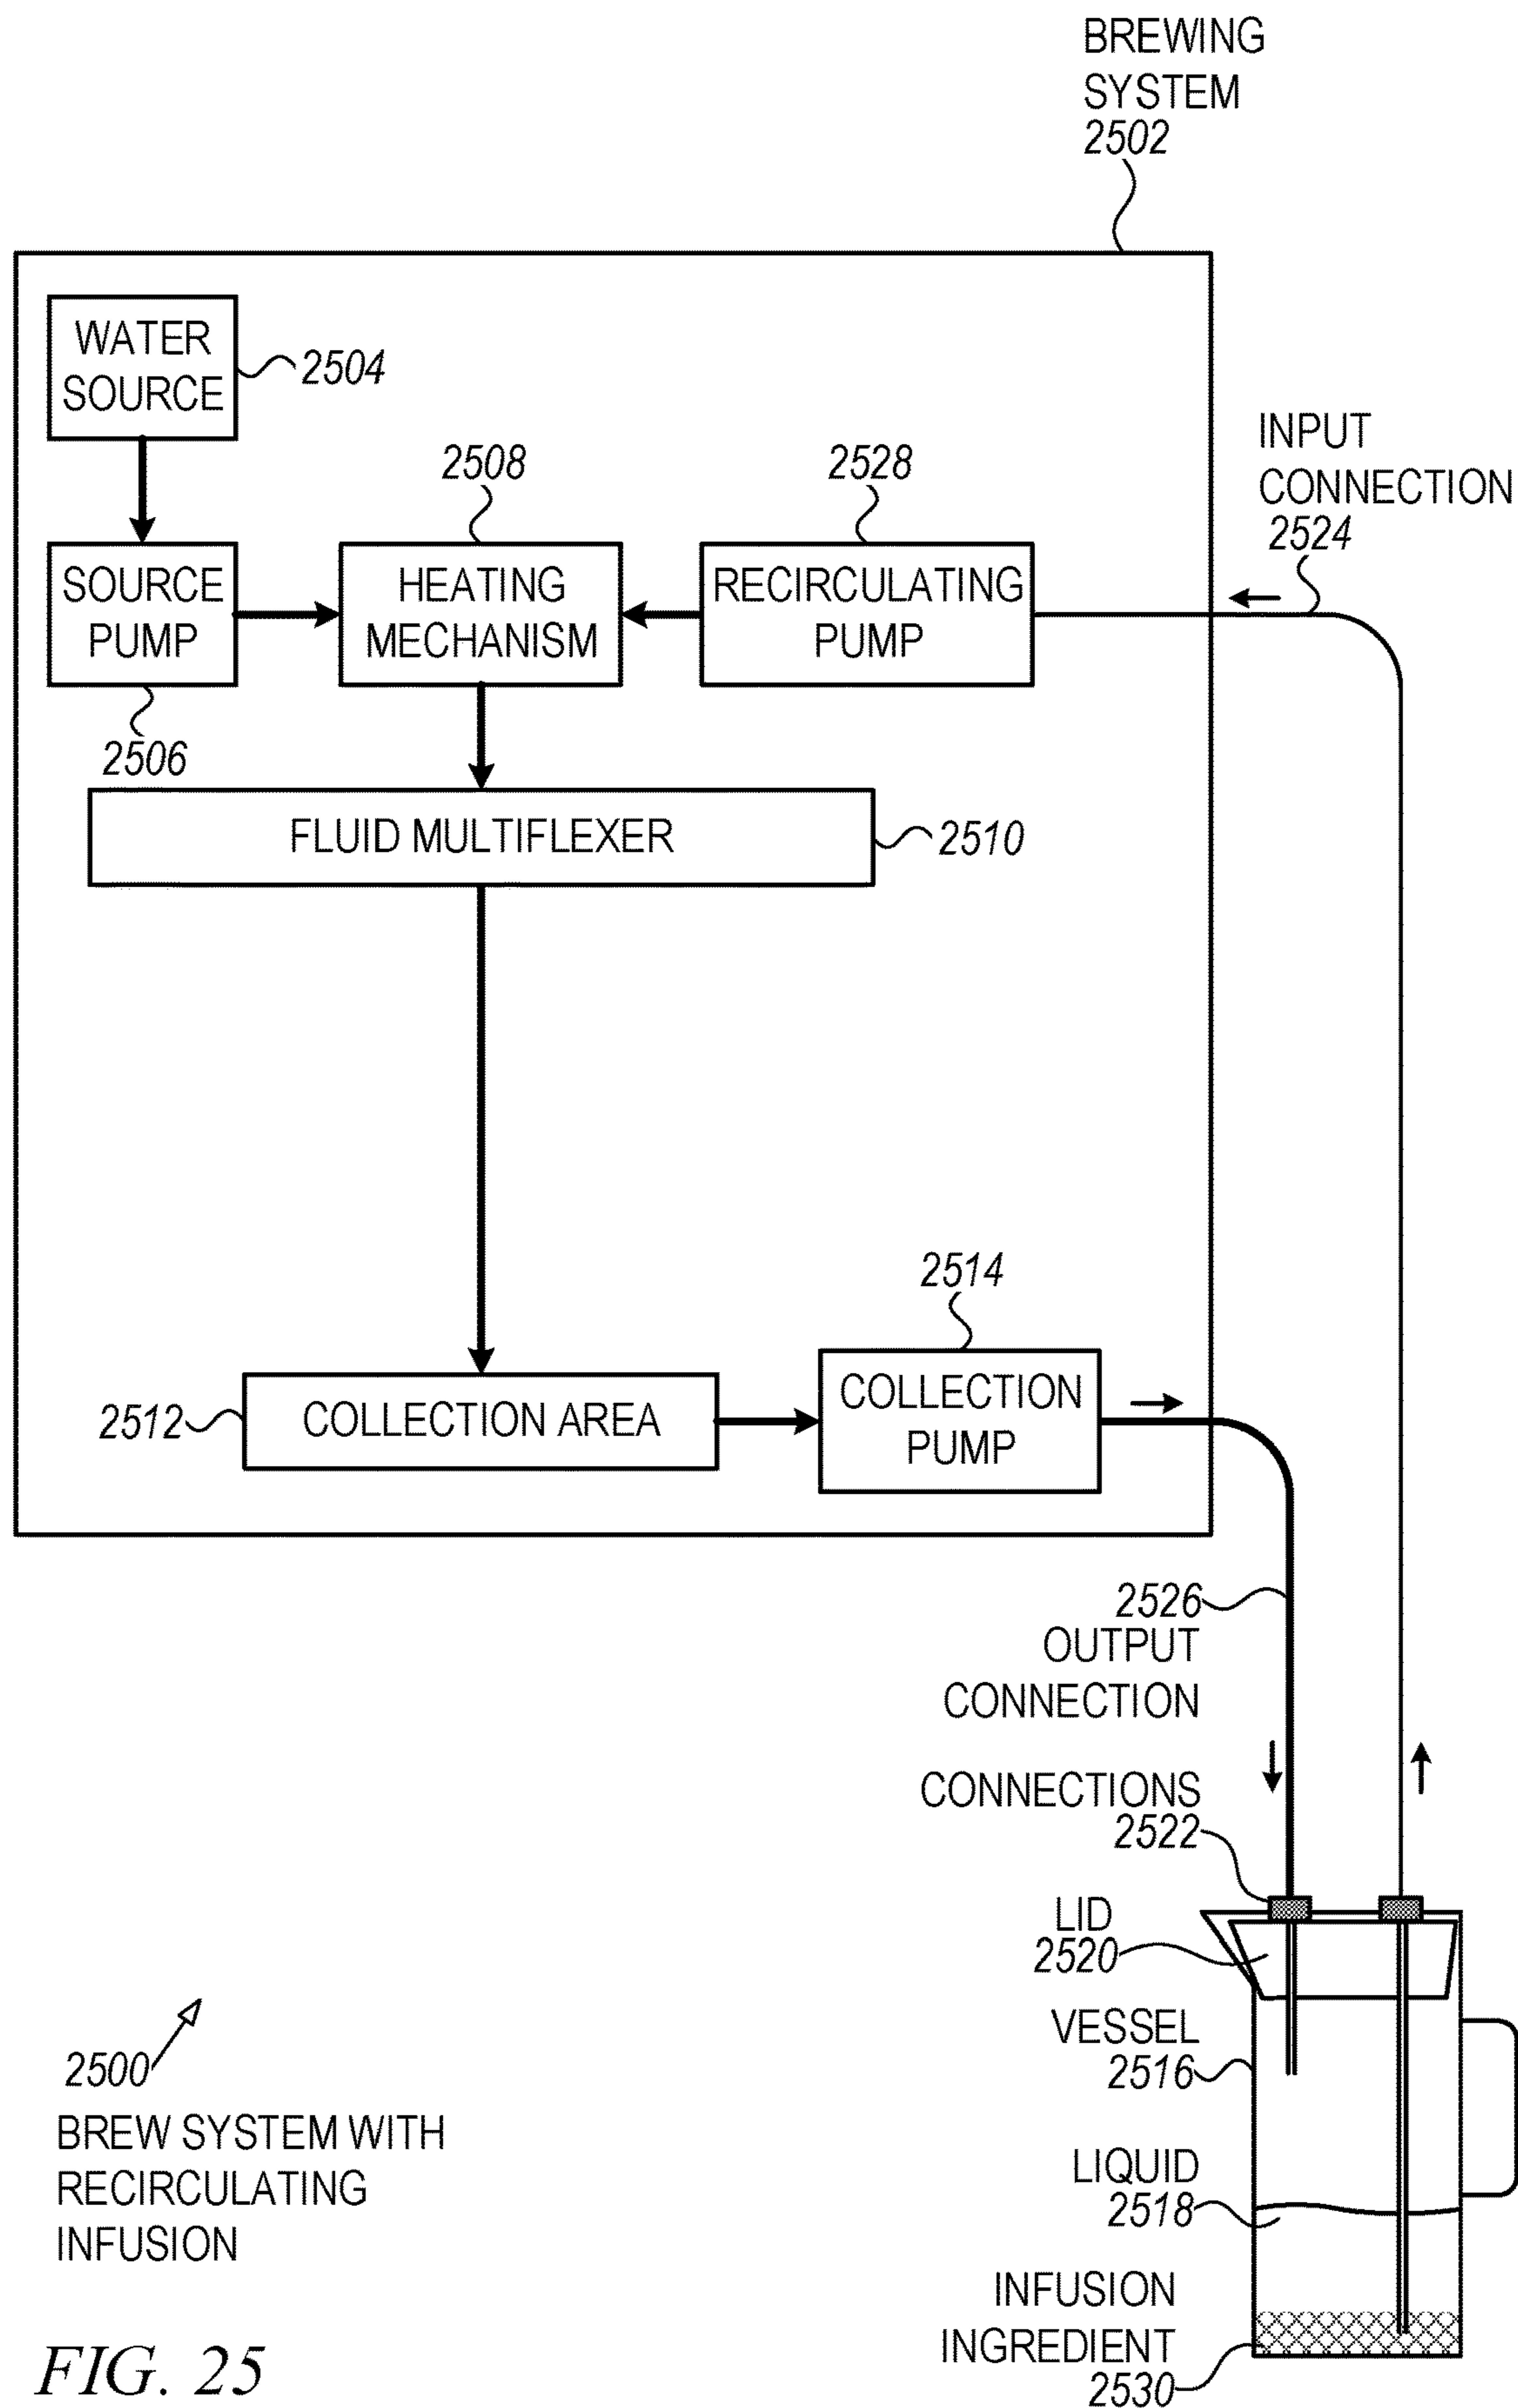 BREWING
SYSTEM
2502
WATER
SOURCE
2504
INPUT
CONNECTION
2524
2508
2528
SOURCE
PUMP
HEATING
MECHANISM
RECIRCULATING
PUMP
2506
FLUID MULTIFLEXER
2510
2514
2512
COLLECTION AREA
COLLECTION
PUMP
2526
OUTPUT
CONNECTION
CONNECTIONS
2522
LID
2520
VESSEL
2516
LIQUID
2518
INFUSION
INGREDIENT
2530
2500
BREW SYSTEM WITH
RECIRCULATING
INFUSION
FIG. 25